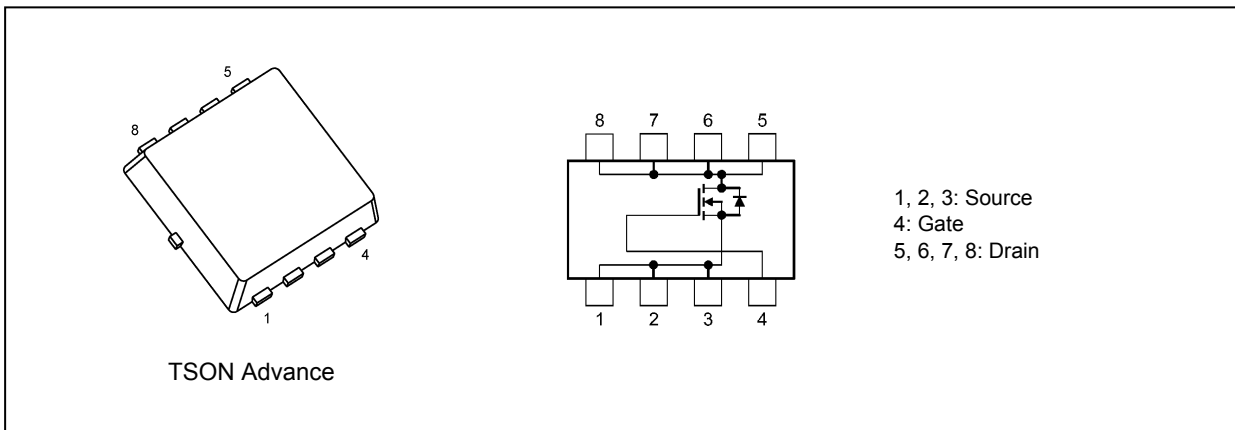 5
8
4
1
TSON Advance
8 7 6 5
1 2 3 4
1, 2, 3: Source
4: Gate
5, 6, 7, 8: Drain